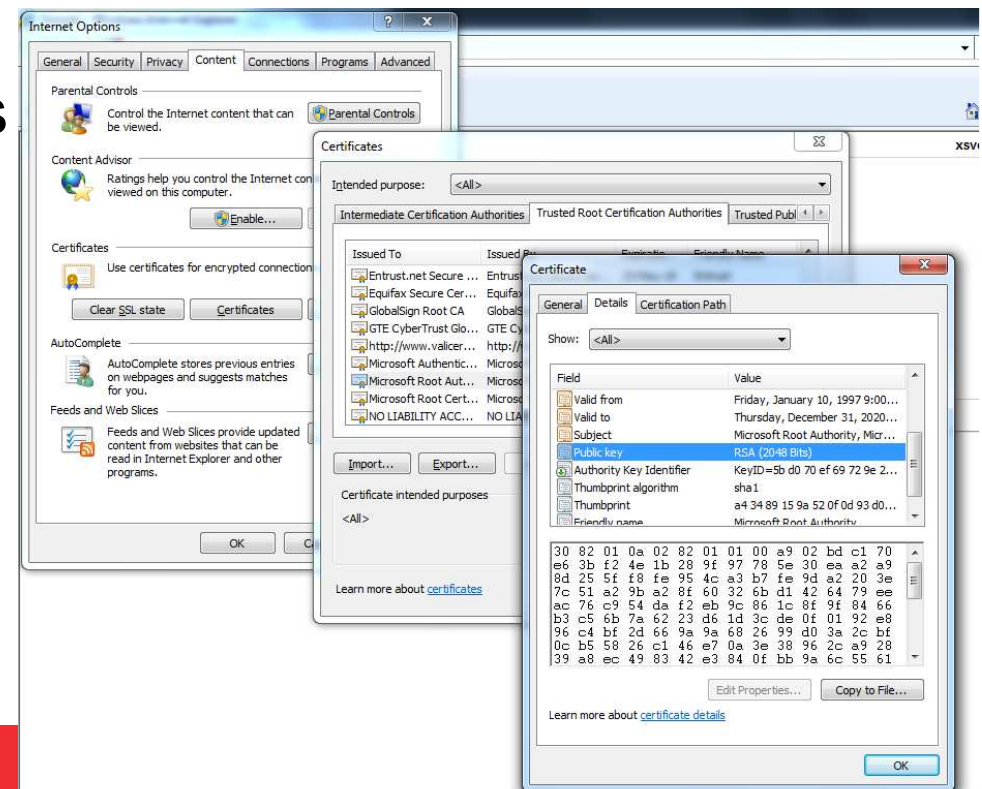 s
Internet Options
General Security Privacy Content Connections Programs Advanced
Parental Controls
Control the Internet content that can
be viewed.
Parental Controls
Content Advisor
Ratings help you control the Internet con
viewed on this computer.
Enable...
Certificates
Use certificates for encrypted connection
Clear SSL state
Certificates
AutoComplete
AutoComplete stores previous entries
on webpages and suggests matches
for you.
Feeds and Web Slices
Feeds and Web Slices provide updated
content from websites that can be
read in Internet Explorer and other
programs.
OK
Certificates
Intended purpose: <All>
Intermediate Certification Authorities Trusted Root Certification Authorities Trusted Publ
Issued To Issued By
Entrust.net Secure ... Entrust
Equifax Secure Cer... Equifax
GlobalSign Root CA GlobalS
GTE CyberTrust Glo... GTE Cy
http://www.valicer... http://
Microsoft Authentic... Microso
Microsoft Root Aut... Microso
Microsoft Root Cert... Microso
NO LIABILITY ACC... NO LIA
Import... Export...
Certificate intended purposes
<All>
Learn more about certificates
xsv
Certificate
General Details Certification Path
Show: <All>
Field Value
Valid from Friday, January 10, 1997 9:00...
Valid to Thursday, December 31, 2020...
Subject Microsoft Root Authority, Micr...
Public key RSA (2048 Bits)
Authority Key Identifier KeyID=5b d0 70 ef 69 72 9e 2...
Thumbprint algorithm sha1
Thumbprint a4 34 89 15 9a 52 0f 0d 93 d0...
Friendly name Microsoft Root Authority
30 82 01 0a 02 82 01 01 00 a9 02 bd c1 70
e6 3b f2 4e 1b 28 9f 97 78 5e 30 ea a2 a9
8d 25 5f f8 fe 95 4c a3 b7 fe 9d a2 20 3e
7c 51 a2 9b a2 8f 60 32 6b d1 42 64 79 ee
ac 76 c9 54 da f2 eb 9c 86 1c 8f 9f 84 66
b3 c5 6b 7a 62 23 d6 1d 3c de 0f 01 92 e8
96 c4 bf 2d 66 9a 9a 68 26 99 d0 3a 2c bf
0c b5 58 26 c1 46 e7 0a 3e 38 96 2c a9 28
39 a8 ec 49 83 42 e3 84 0f bb 9a 6c 55 61
Edit Properties... Copy to File...
Learn more about certificate details
OK